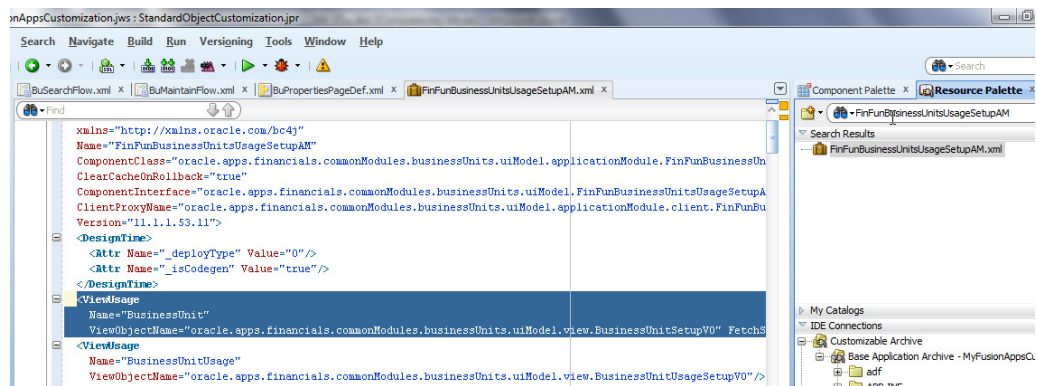 onAppsCustomization.jws : StandardObjectCustomization.jpr
Search Navigate Build Run Versioning Tools Window Help
Search
BuSearchFlow.xml x BuMaintainFlow.xml x BuPropertiesPageDef.xml x FinFunBusinessUnitsUsageSetupAM.xml x
Find
xmlns="http://xmlns.oracle.com/bc4j"
Name="FinFunBusinessUnitsUsageSetupAM"
ComponentClass="oracle.apps.financials.commonModules.businessUnits.uiModel.applicationModule.FinFunBusinessUn
ClearCacheOnRollback="true"
ComponentInterface="oracle.apps.financials.commonModules.businessUnits.uiModel.FinFunBusinessUnitsUsageSetupA
ClientProxyName="oracle.apps.financials.commonModules.businessUnits.uiModel.applicationModule.client.FinFunBu
Version="11.1.1.53.11">
<DesignTime>
<Attr Name="_deployType" Value="0"/>
<Attr Name="_isCodegen" Value="true"/>
</DesignTime>
<ViewUsage
Name="BusinessUnit"
ViewObjectName="oracle.apps.financials.commonModules.businessUnits.uiModel.view.BusinessUnitSetupVO" FetchS
<ViewUsage
Name="BusinessUnitUsage"
ViewObjectName="oracle.apps.financials.commonModules.businessUnits.uiModel.view.BusinessUnitUsageSetupVO"/>
Component Palette x Resource Palette x
FinFunBusinessUnitsUsageSetupAM
Search Results
FinFunBusinessUnitsUsageSetupAM.xml
My Catalogs
IDE Connections
Customizable Archive
Base Application Archive - MyFusionAppsCu
adf